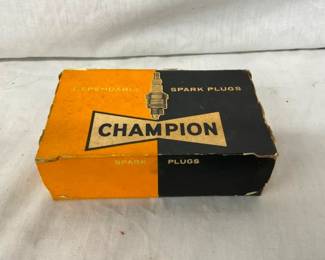 DEPENDABLE SPARK PLUGS
CHAMPION
SPARK PLUGS